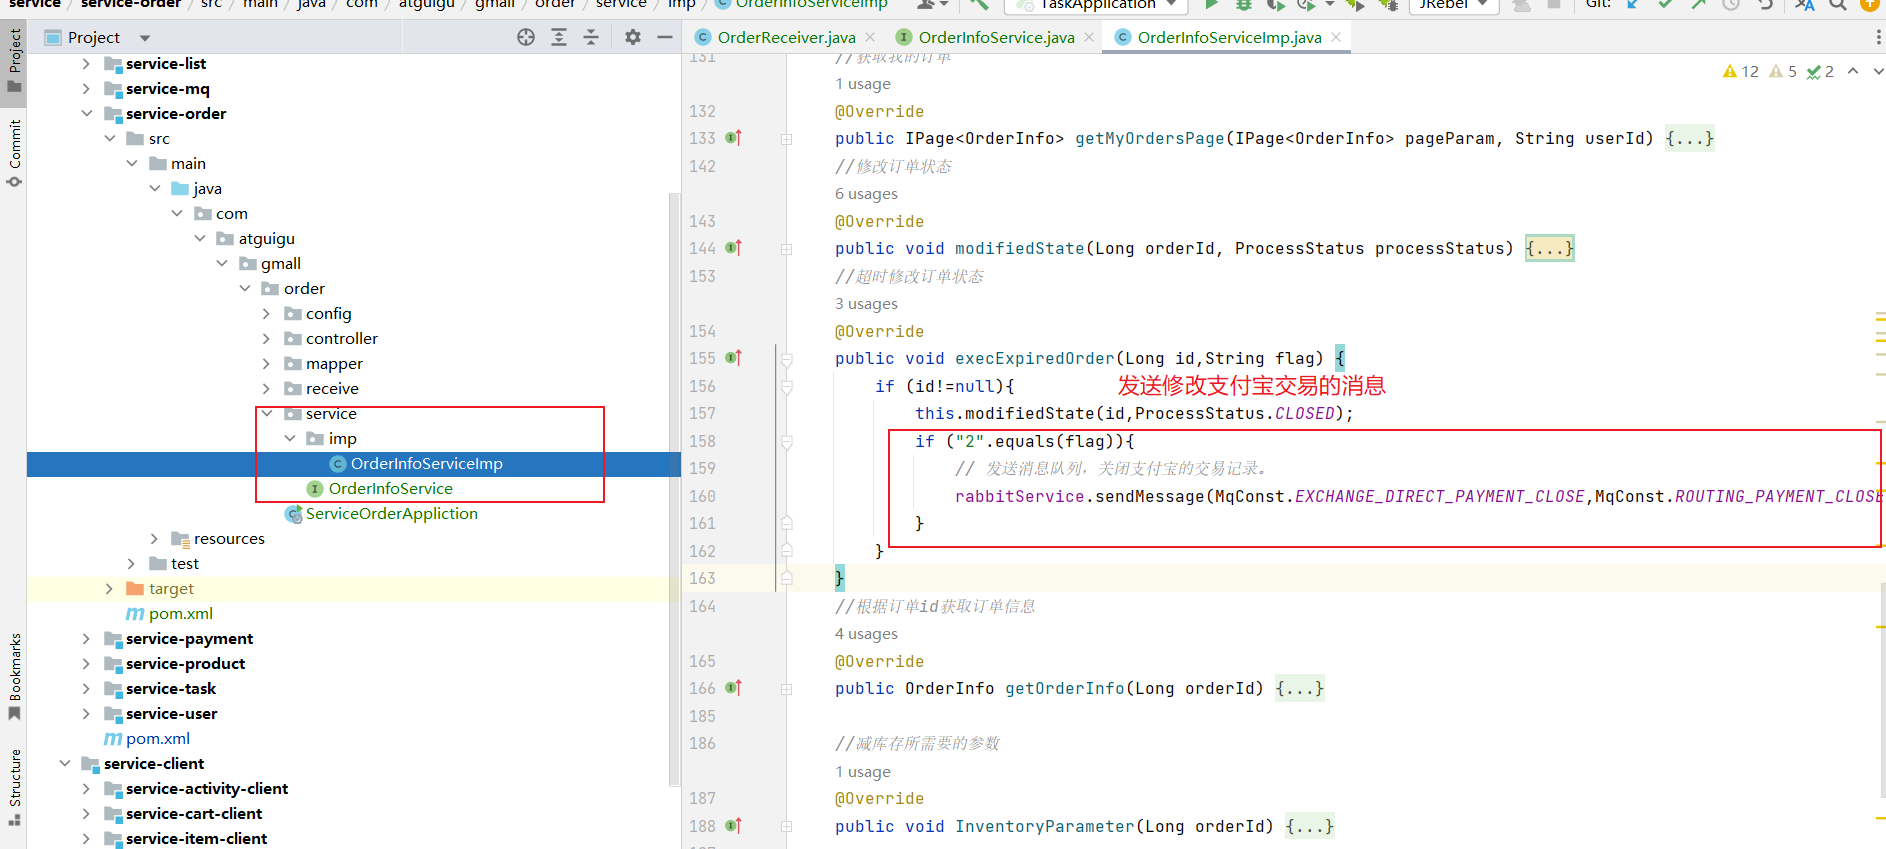 service / service-order / src / main / java / com / atguigu / gmall / order / service / imp / OrderInfoServiceImp
TaskApplication
JRebel
Git:
Project
OrderReceiver.java
OrderInfoService.java
OrderInfoServiceImp.java
Project
Commit
Bookmarks
Structure
service-list
service-mq
service-order
src
main
java
com
atguigu
gmall
order
config
controller
mapper
receive
service
imp
OrderInfoServiceImp
OrderInfoService
ServiceOrderAppliction
resources
test
target
pom.xml
service-payment
service-product
service-task
service-user
pom.xml
service-client
service-activity-client
service-cart-client
service-item-client
12 5 2
131 //获取我的订单
1 usage
132 @Override
133 public IPage<OrderInfo> getMyOrdersPage(IPage<OrderInfo> pageParam, String userId) {...}
142 //修改订单状态
6 usages
143 @Override
144 public void modifiedState(Long orderId, ProcessStatus processStatus) {...}
153 //超时修改订单状态
3 usages
154 @Override
155 public void execExpiredOrder(Long id,String flag) {
156 if (id!=null){
发送修改支付宝交易的消息
157 this.modifiedState(id,ProcessStatus.CLOSED);
158 if ("2".equals(flag)){
159 // 发送消息队列，关闭支付宝的交易记录。
160 rabbitService.sendMessage(MqConst.EXCHANGE_DIRECT_PAYMENT_CLOSE,MqConst.ROUTING_PAYMENT_CLOSE
161 }
162 }
163 }
164 //根据订单id获取订单信息
4 usages
165 @Override
166 public OrderInfo getOrderInfo(Long orderId) {...}
185
186 //减库存所需要的参数
1 usage
187 @Override
188 public void InventoryParameter(Long orderId) {...}